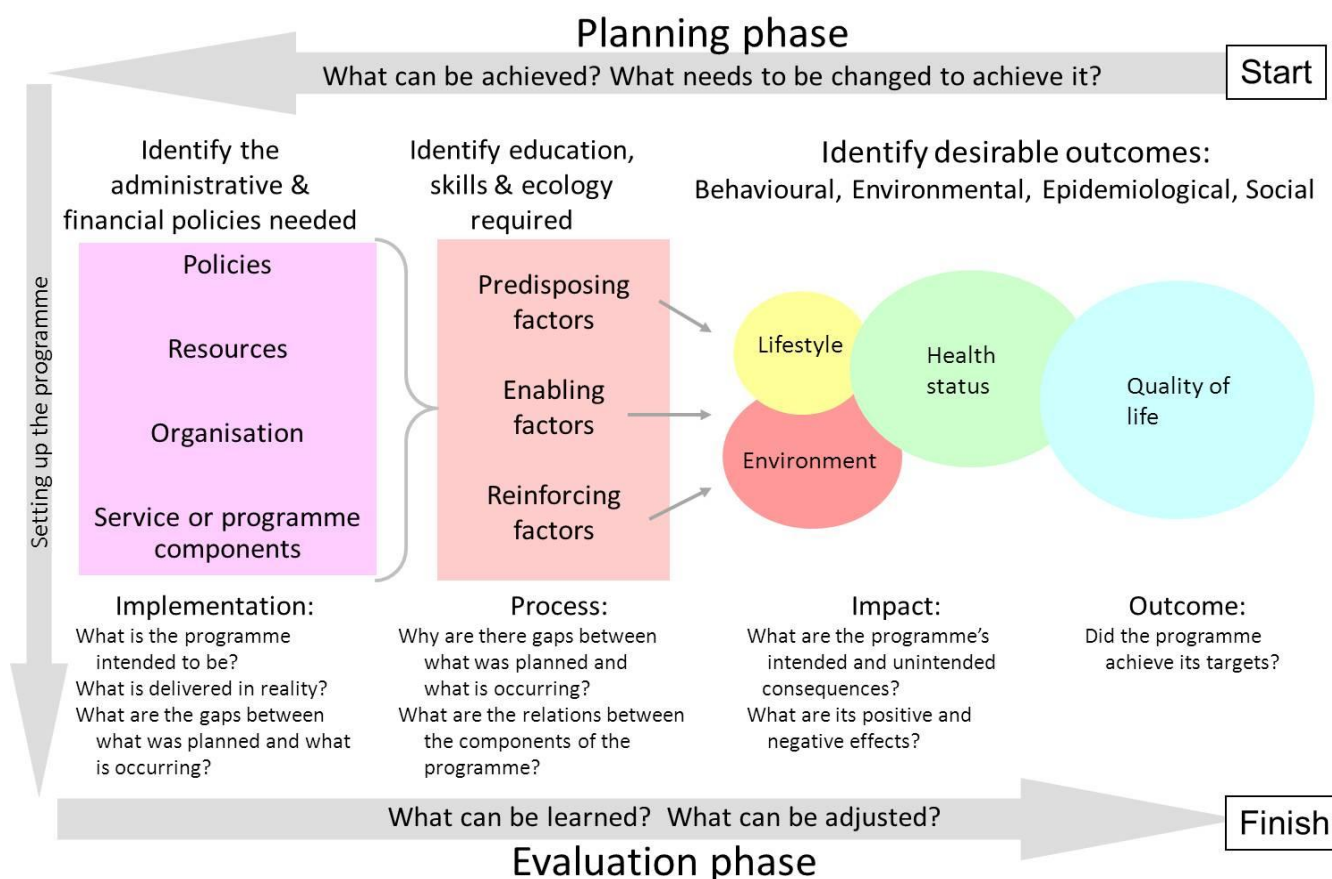 Planning phase
What can be achieved? What needs to be changed to achieve it?
Start
Setting up the programme
Identify the
administrative &
financial policies needed
Policies
Resources
Organisation
Service or programme
components
Identify education,
skills & ecology
required
Predisposing
factors
Enabling
factors
Reinforcing
factors
Identify desirable outcomes:
Behavioural, Environmental, Epidemiological, Social
Lifestyle
Environment
Health
status
Quality of
life
Implementation:
What is the programme
intended to be?
What is delivered in reality?
What are the gaps between
what was planned and what
is occurring?
Process:
Why are there gaps between
what was planned and
what is occurring?
What are the relations between
the components of the
programme?
Impact:
What are the programme’s
intended and unintended
consequences?
What are its positive and
negative effects?
Outcome:
Did the programme
achieve its targets?
What can be learned?  What can be adjusted?
Finish
Evaluation phase